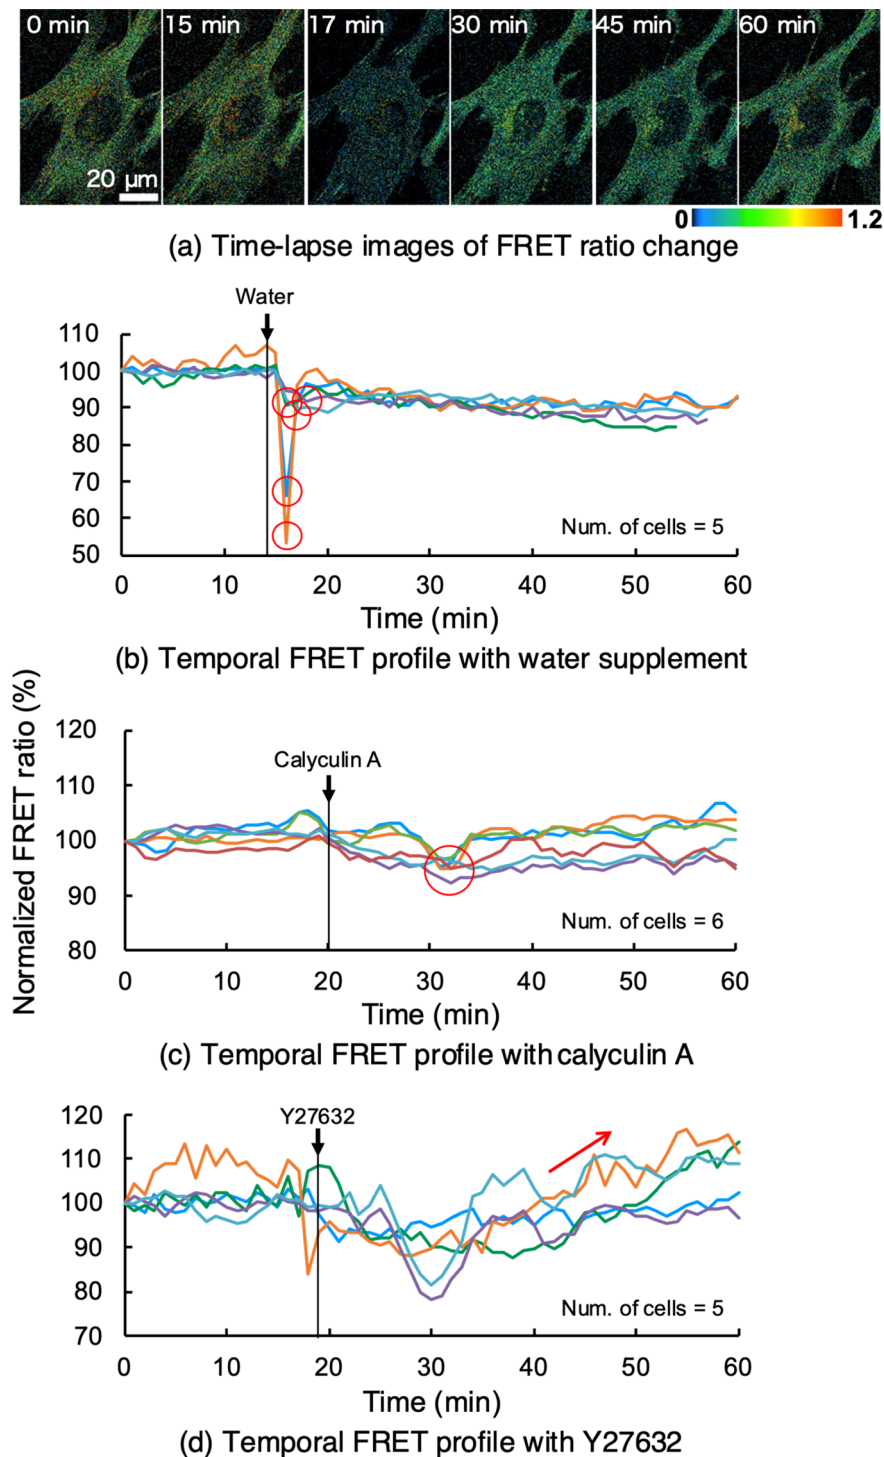 0 min 15 min 17 min 30 min 45 min 60 min
20 μm
0 1.2
(a) Time-lapse images of FRET ratio change
Water
110
100
90
80
70
60
50
Num. of cells = 5
0 10 20 30 40 50 60
Time (min)
(b) Temporal FRET profile with water supplement
Normalized FRET ratio (%)
120
Calyculin A
110
100
90
80
Num. of cells = 6
0 10 20 30 40 50 60
Time (min)
(c) Temporal FRET profile with calyculin A
120
Y27632
110
100
90
80
70
Num. of cells = 5
0 10 20 30 40 50 60
Time (min)
(d) Temporal FRET profile with Y27632